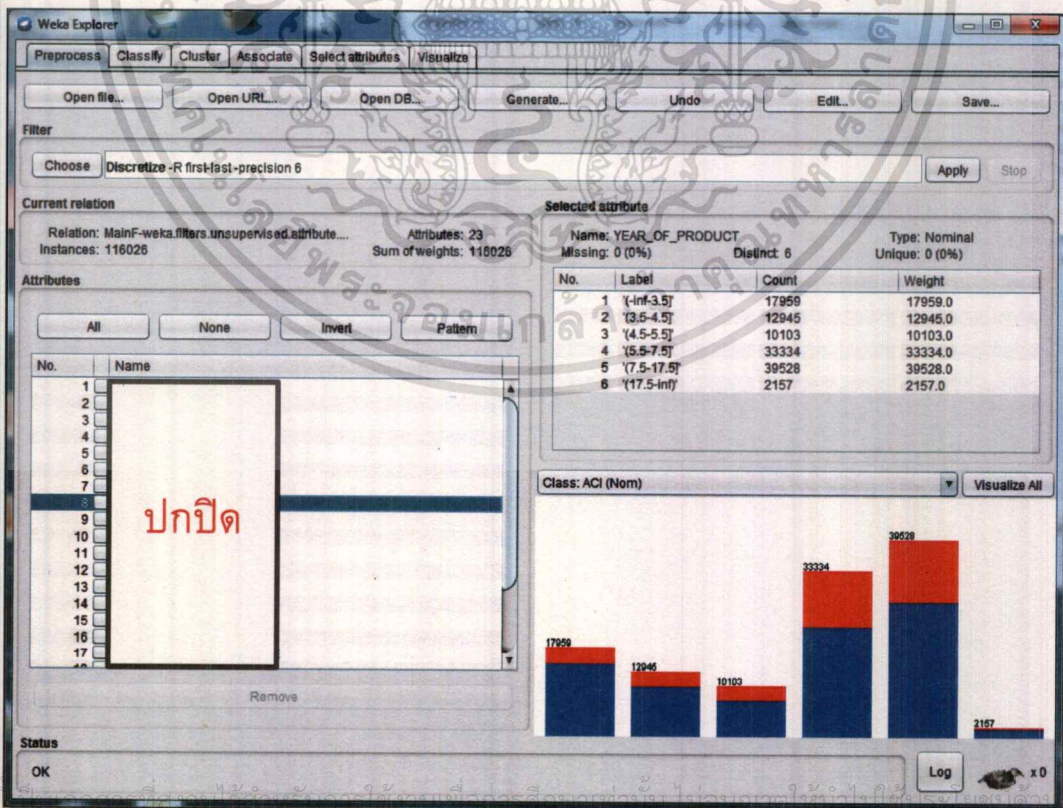 Weka Explorer
Preprocess Classify Cluster Associate Select attributes Visualize
Open file... Open URL... Open DB... Generate... Undo Edit... Save...
Filter
Choose Discretize -R first-last -precision 6 Apply Stop
Current relation
Relation: MainF-weka.filters.unsupervised.attribute.... Attributes: 23
Instances: 116026 Sum of weights: 116026
Attributes
All None Invert Pattern
No. Name
1
2
3
4
5
6
7
8
9
10
11
12
13
14
15
16
17
ปกปิด
Remove
Selected attribute
Name: YEAR_OF_PRODUCT Type: Nominal
Missing: 0 (0%) Distinct: 6 Unique: 0 (0%)
No. Label Count Weight
1 '(-inf-3.5]' 17959 17959.0
2 '(3.5-4.5]' 12945 12945.0
3 '(4.5-5.5]' 10103 10103.0
4 '(5.5-7.5]' 33334 33334.0
5 '(7.5-17.5]' 39528 39528.0
6 '(17.5-inf)' 2157 2157.0
Class: ACI (Nom) Visualize All
17959 12945 10103 33334 39528 2157
Status
OK Log x 0